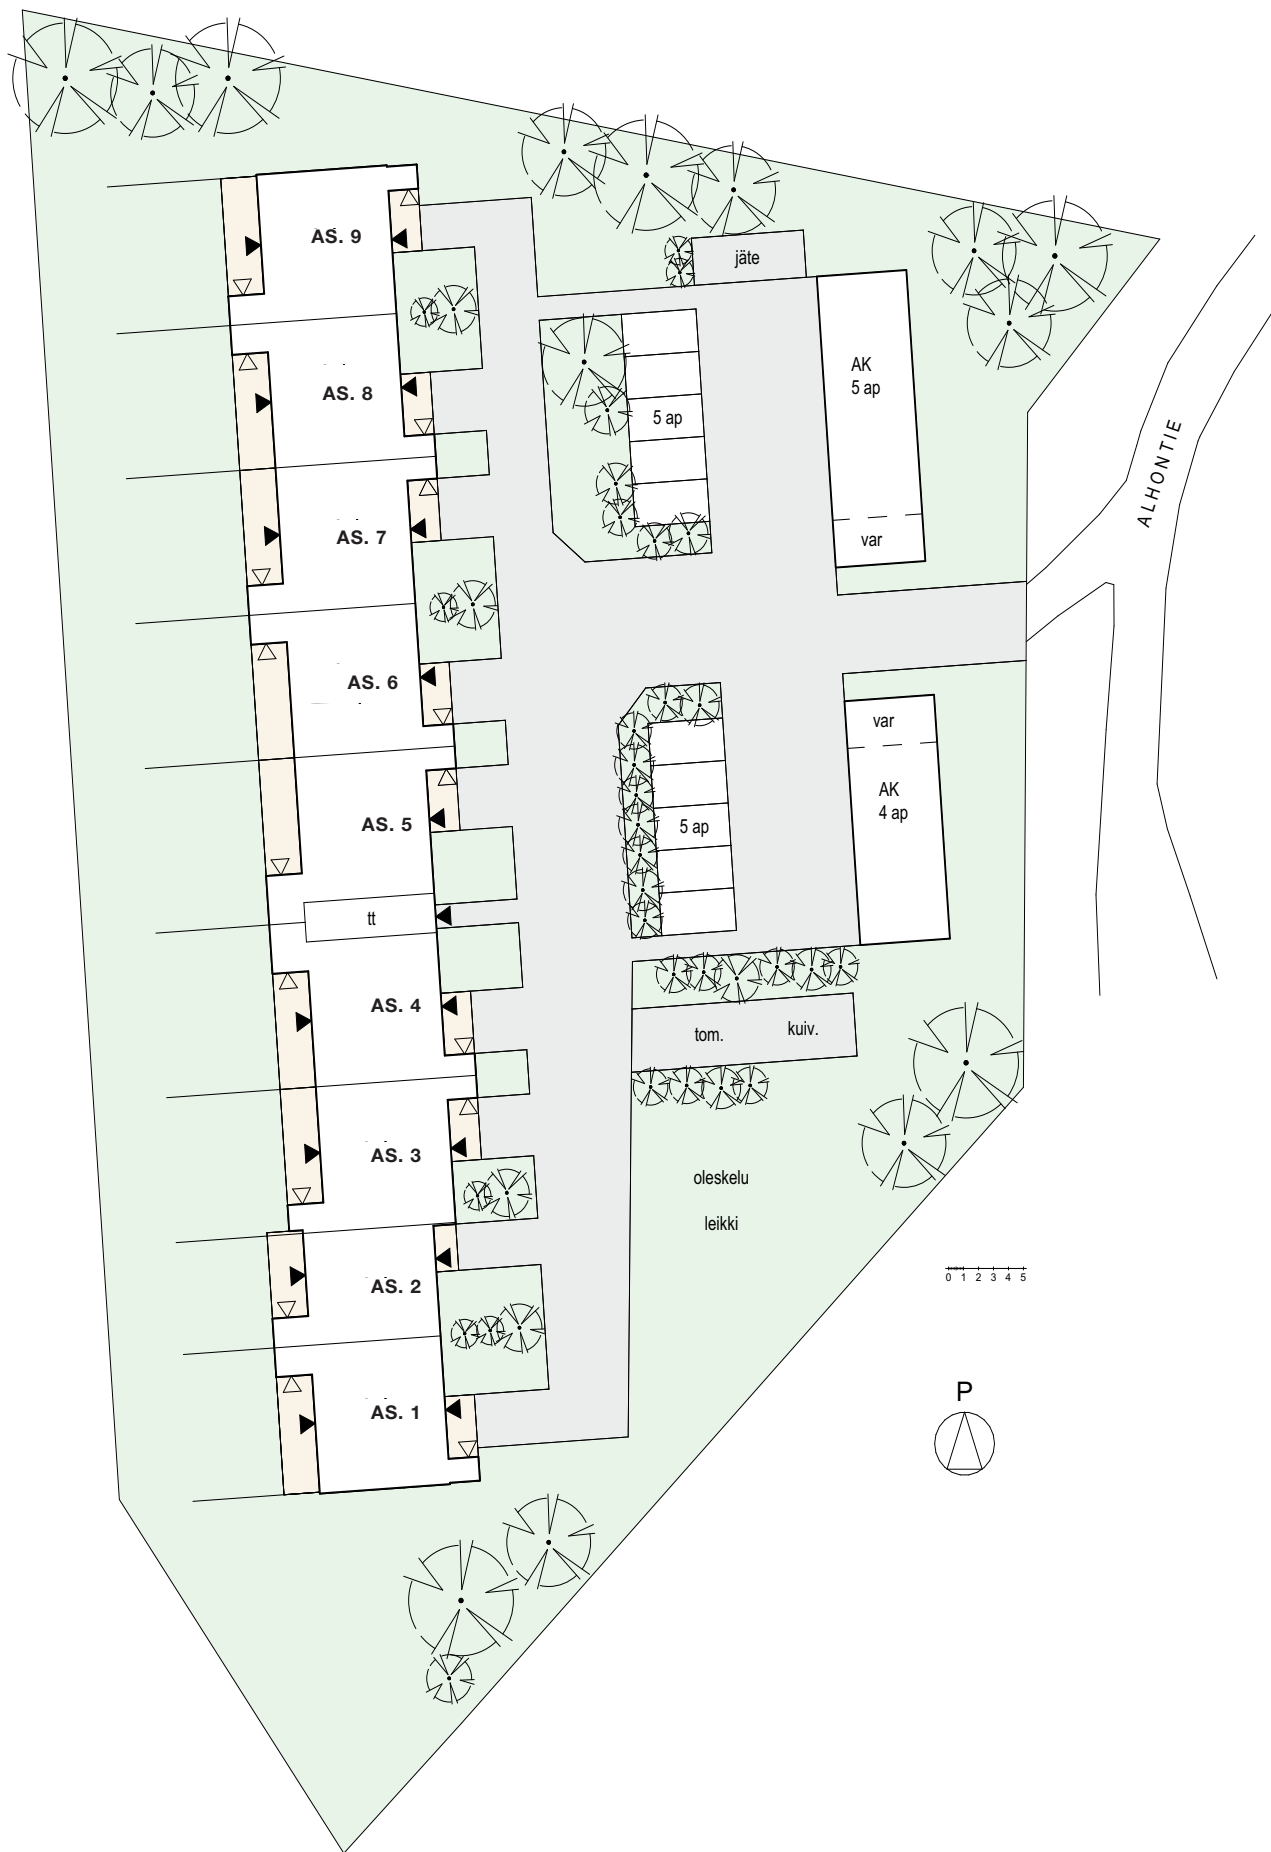 AS. 9
jäte
AK
5 ap
AS. 8
5 ap
ALHONTIE
AS. 7
var
AS. 6
var
AK
4 ap
AS. 5
5 ap
tt
AS. 4
tom.
kuiv.
AS. 3
oleskelu
leikki
AS. 2
0 1 2 3 4 5
P
AS. 1